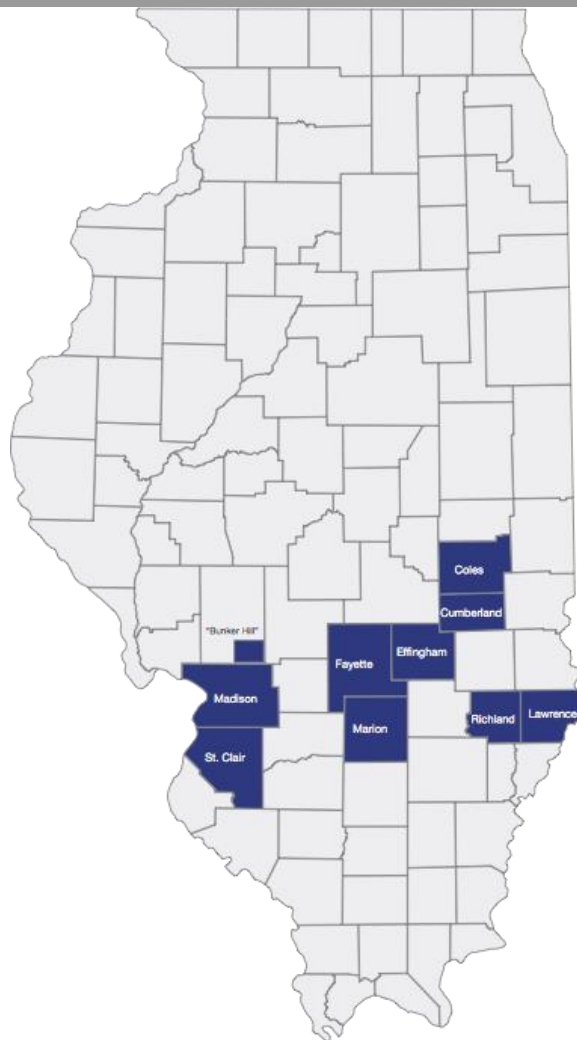 Coles
Cumberland
"Bunker Hill"
Effingham
Fayette
Madison
Richland
Lawrence
Marion
St. Clair